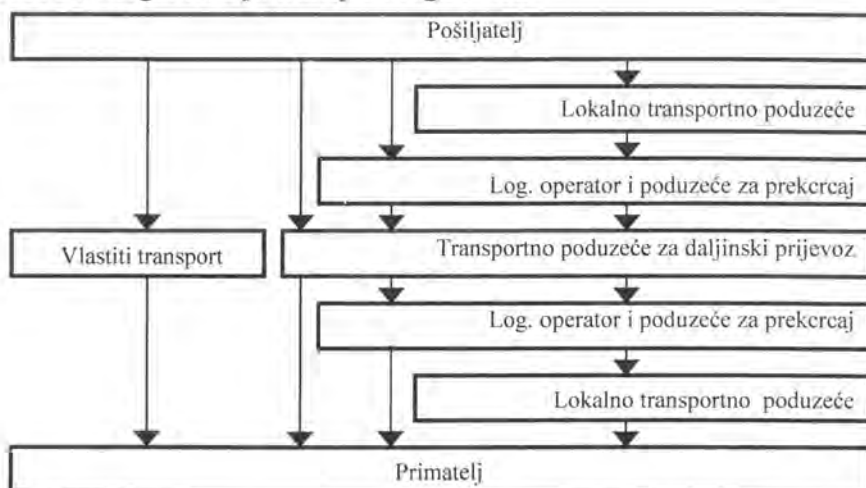 Pošiljatelj
Lokalno transportno poduzeće
Log. operator i poduzeće za prekrcaj
Vlastiti transport
Transportno poduzeće za daljinski prijevoz
Log. operator i poduzeće za prekrcaj
Lokalno transportno poduzeće
Primatelj